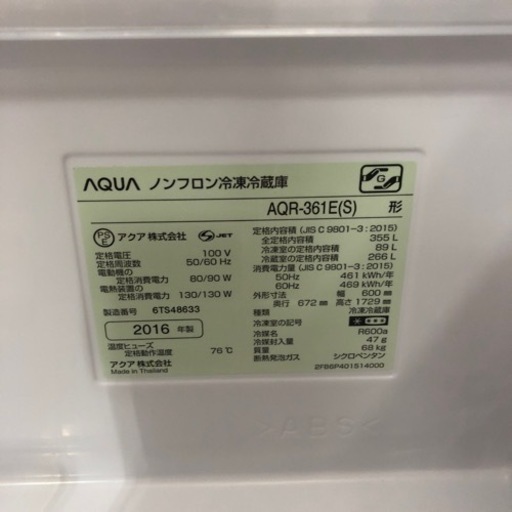 AQUA ノンフロン冷凍冷蔵庫
AQR-361E(S) 形
PS E アクア株式会社 JET
定格電圧 100 V
定格周波数 50/60 Hz
電動機の
定格消費電力 80/90 W
電熱装置の
定格消費電力 130/130 W
製造番号 6TS48633
2016 年製
温度ヒューズ
定格動作温度 76℃
アクア株式会社
Made in Thailand
定格内容積 (JIS C 9801-3:2015)
全定格内容積 355 L
冷凍室の定格内容積 89 L
冷蔵室の定格内容積 266 L
消費電力量 (JIS C 9801-3:2015)
50Hz 461 kWh/年
60Hz 469 kWh/年
外形寸法 幅 600 mm
奥行 672 mm 高さ 1729 mm
種類 冷凍冷蔵庫
冷凍室の記号
冷媒名 R600a
冷媒封入量 47 g
質量 68 kg
断熱発泡ガス シクロペンタン
2FB6P401514000
G
>ABS<